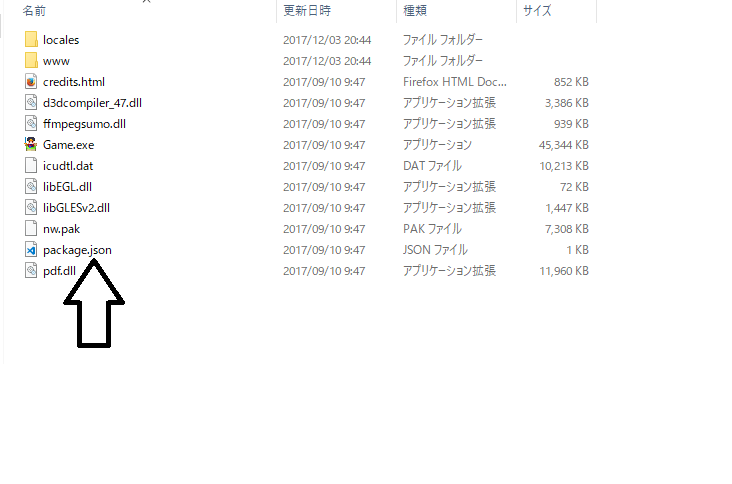 名前 更新日時 種類 サイズ
locales 2017/12/03 20:44 ファイル フォルダー
www 2017/12/03 20:44 ファイル フォルダー
credits.html 2017/09/10 9:47 Firefox HTML Doc... 852 KB
d3dcompiler_47.dll 2017/09/10 9:47 アプリケーション拡張 3,386 KB
ffmpegsumo.dll 2017/09/10 9:47 アプリケーション拡張 939 KB
Game.exe 2017/09/10 9:47 アプリケーション 45,344 KB
icudtl.dat 2017/09/10 9:47 DAT ファイル 10,213 KB
libEGL.dll 2017/09/10 9:47 アプリケーション拡張 72 KB
libGLESv2.dll 2017/09/10 9:47 アプリケーション拡張 1,447 KB
nw.pak 2017/09/10 9:47 PAK ファイル 7,308 KB
package.json 2017/09/10 9:47 JSON ファイル 1 KB
pdf.dll 2017/09/10 9:47 アプリケーション拡張 11,960 KB